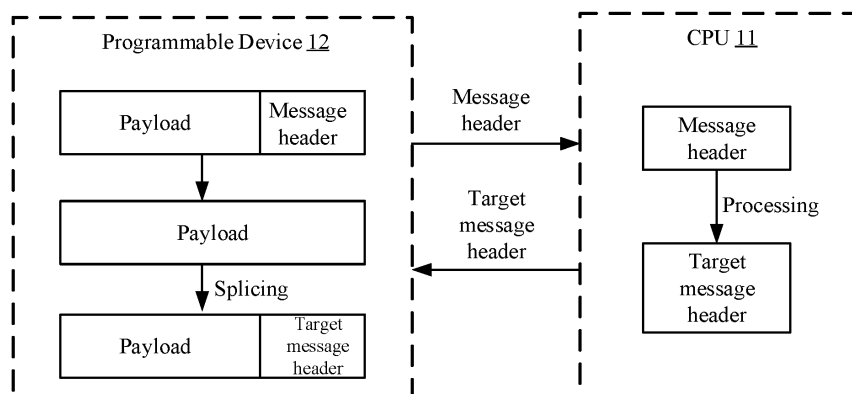 Programmable Device 12
Payload
Message
header
Payload
Splicing
Payload
Target
message
header
Message
header
Target
message
header
CPU 11
Message
header
Processing
Target
message
header